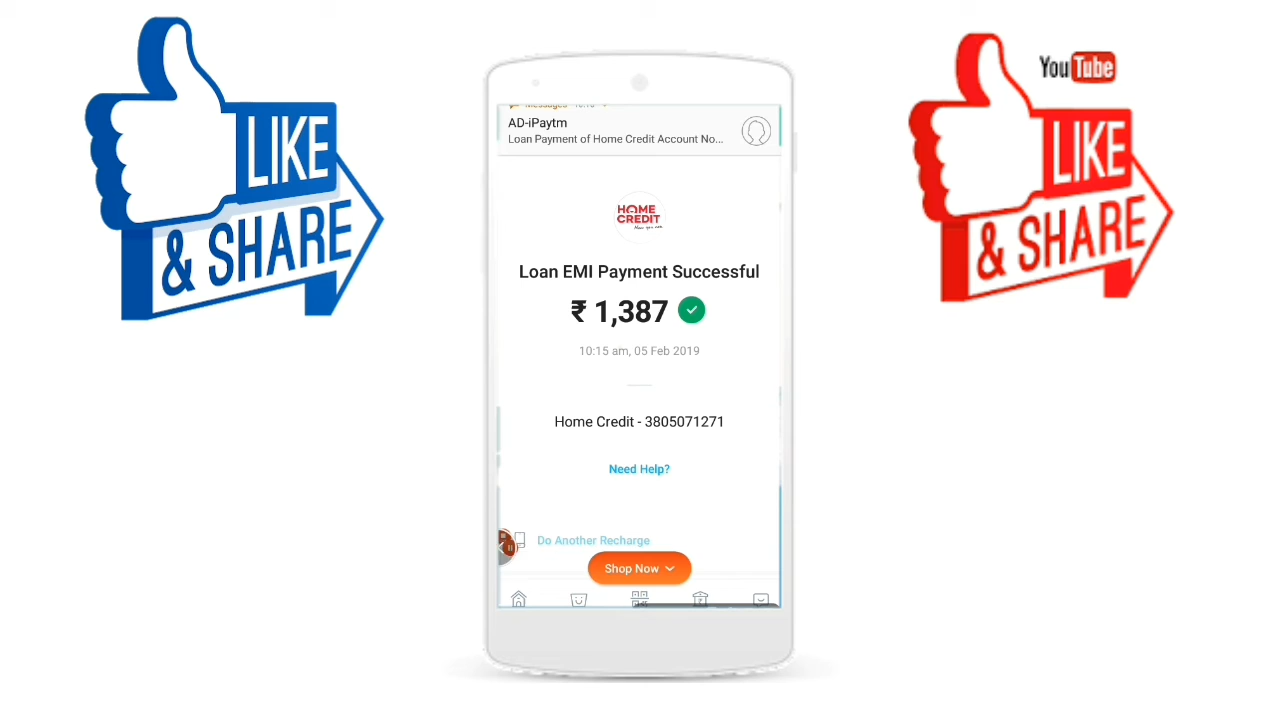 LIKE
& SHARE
Messages
AD-iPaytm
Loan Payment of Home Credit Account No...
HOME
CREDIT
Loan EMI Payment Successful
₹ 1,387
10:15 am, 05 Feb 2019
Home Credit - 3805071271
Need Help?
Do Another Recharge
Shop Now
YouTube
LIKE
& SHARE